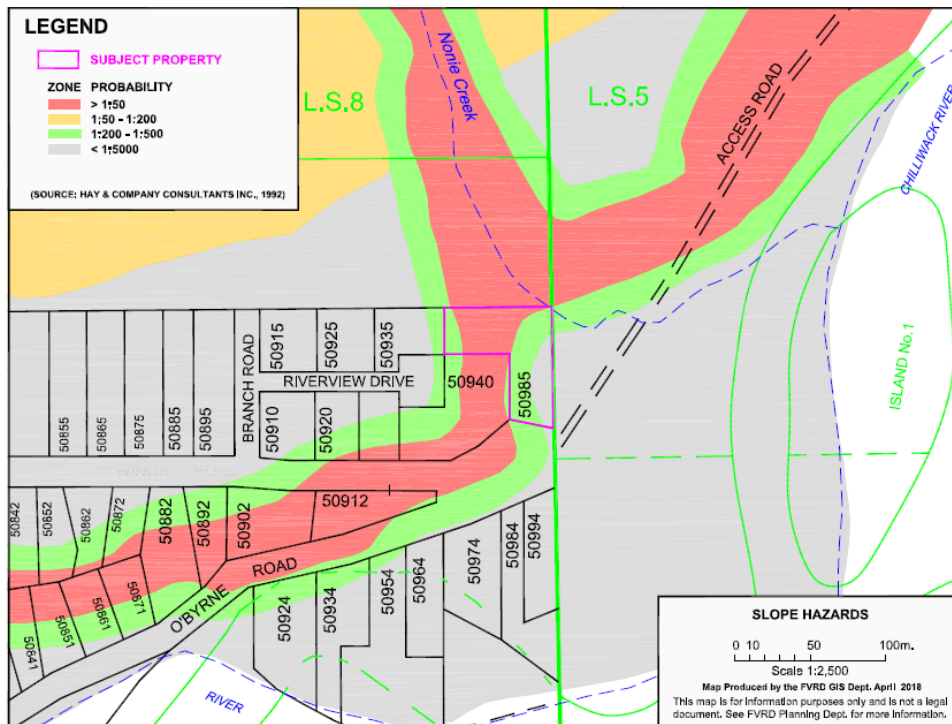 LEGEND
SUBJECT PROPERTY
ZONE PROBABILITY
> 1:50
1:50 - 1:200
1:200 - 1:500
< 1:5000
(SOURCE: HAY & COMPANY CONSULTANTS INC., 1992)
Nonie Creek
L.S.8
L.S.5
ACCESS ROAD
CHILLIWACK RIVER
ISLAND No.1
BRANCH ROAD
50915
50925
50935
RIVERVIEW DRIVE
50940
50985
50855
50865
50875
50885
50895
50910
50920
50842
50852
50862
50872
50882
50892
50902
50912
50841
50851
50861
50871
O'BYRNE ROAD
50924
50934
50954
50964
50974
50984
50994
RIVER
SLOPE HAZARDS
0 10 50 100m.
Scale 1:2,500
Map Produced by the FVRD GIS Dept. April 2018
This map is for Information purposes only and is not a legal
document. See FVRD Planning Dept. for more Information.